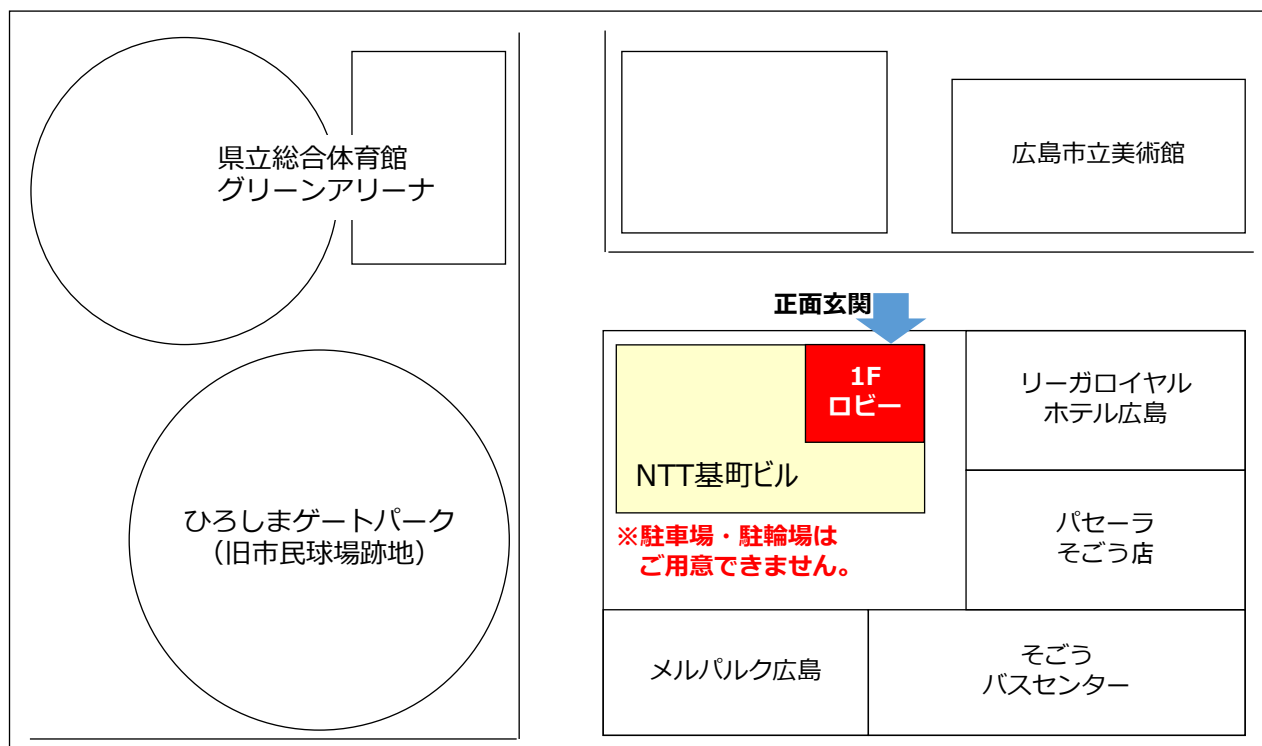 県立総合体育館
グリーンアリーナ
広島市立美術館
正面玄関
1F
ロビー
リーガロイヤル
ホテル広島
NTT基町ビル
ひろしまゲートパーク
（旧市民球場跡地）
※駐車場・駐輪場は
ご用意できません。
パセーラ
そごう店
メルパルク広島
そごう
バスセンター